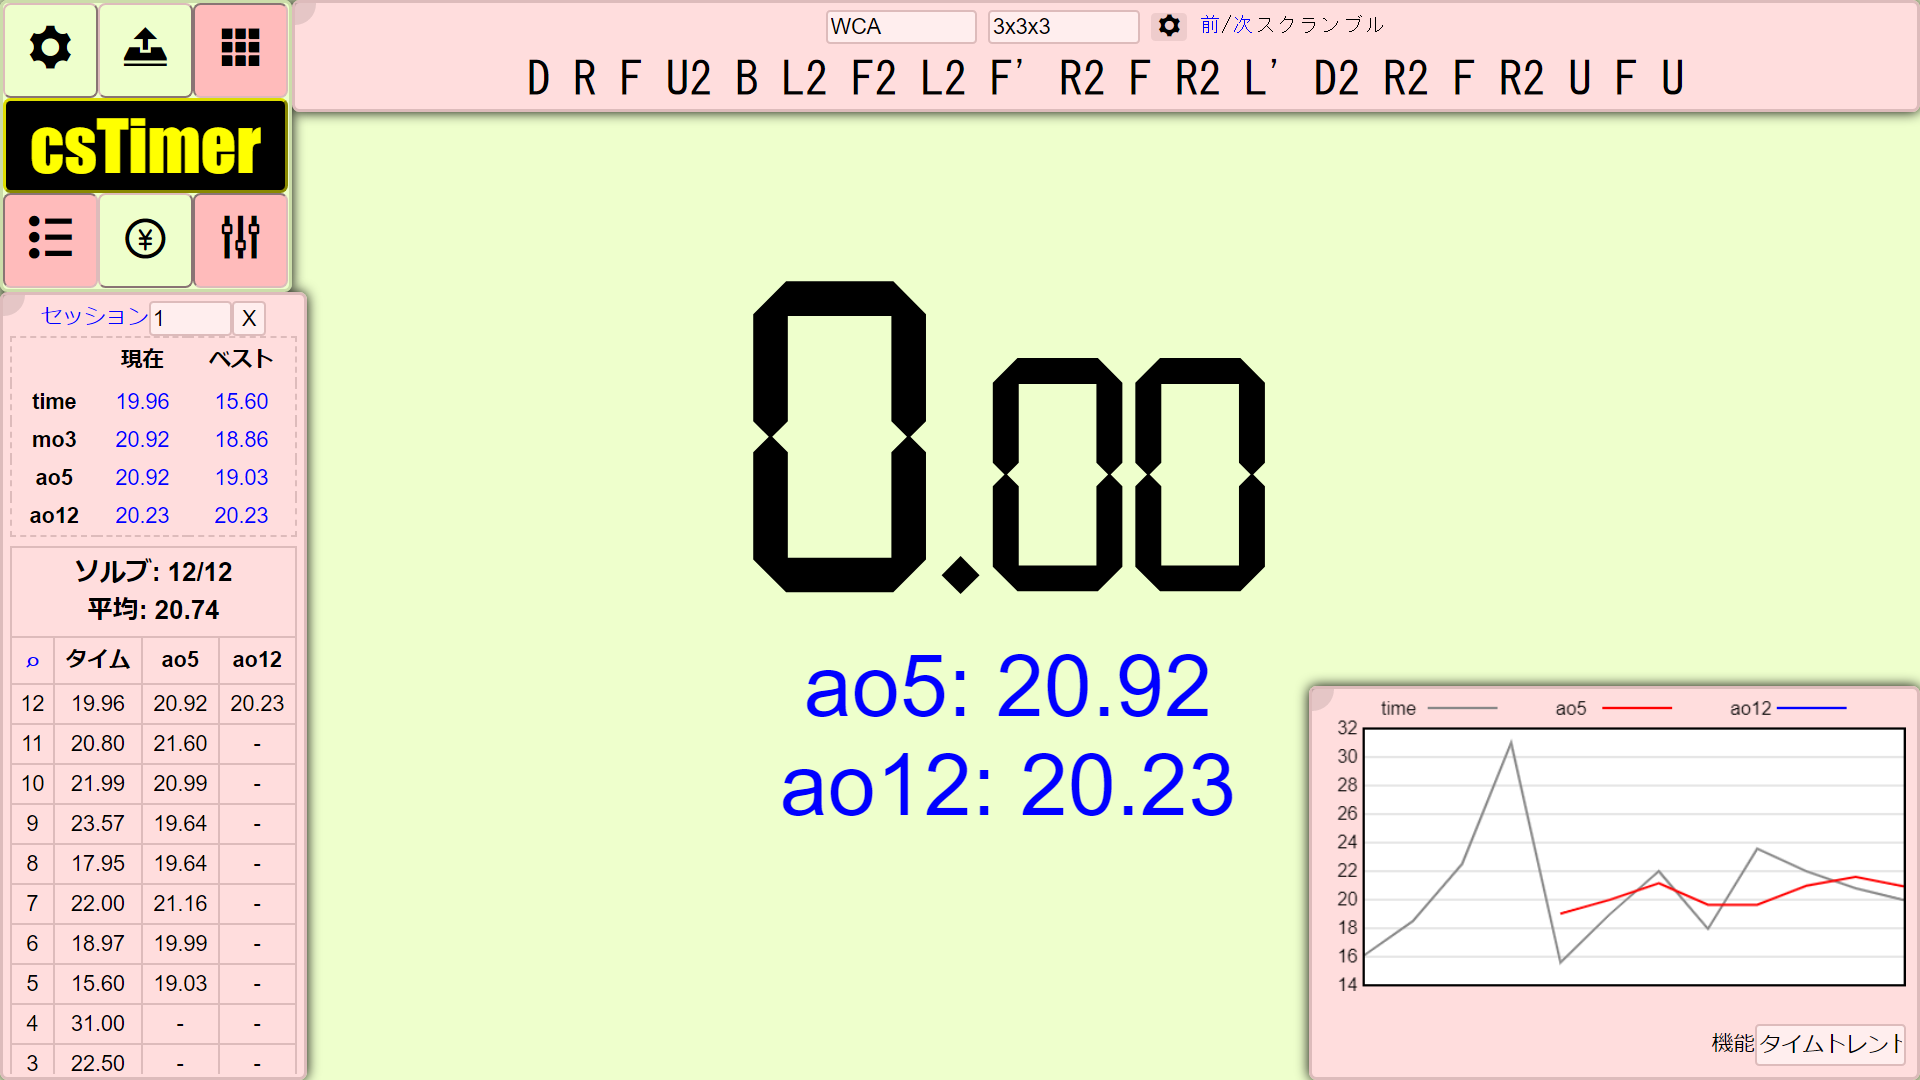 WCA 3x3x3 前/次スクランブル
D R F U2 B L2 F2 L2 F' R2 F R2 L' D2 R2 F R2 U F U
csTimer
セッション 1 X
現在 ベスト
time 19.96 15.60
mo3 20.92 18.86
ao5 20.92 19.03
ao12 20.23 20.23
ソルブ: 12/12
平均: 20.74
タイム ao5 ao12
12 19.96 20.92 20.23
11 20.80 21.60 -
10 21.99 20.99 -
9 23.57 19.64 -
8 17.95 19.64 -
7 22.00 21.16 -
6 18.97 19.99 -
5 15.60 19.03 -
4 31.00 - -
3 22.50 - -
0.00
ao5: 20.92
ao12: 20.23
time ao5 ao12
32
30
28
26
24
22
20
18
16
14
機能 タイムトレント